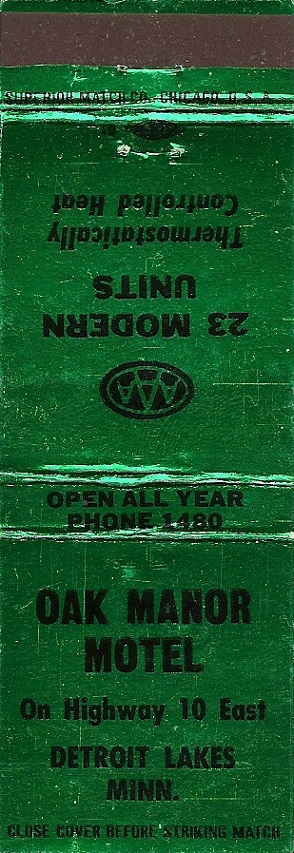 SUPERIOR MATCH CO. CHICAGO U.S.A.
Thermostatically
Controlled Heat
23 MODERN
UNITS
AAA
OPEN ALL YEAR
PHONE 1480
OAK MANOR
MOTEL
On Highway 10 East
DETROIT LAKES
MINN.
CLOSE COVER BEFORE STRIKING MATCH